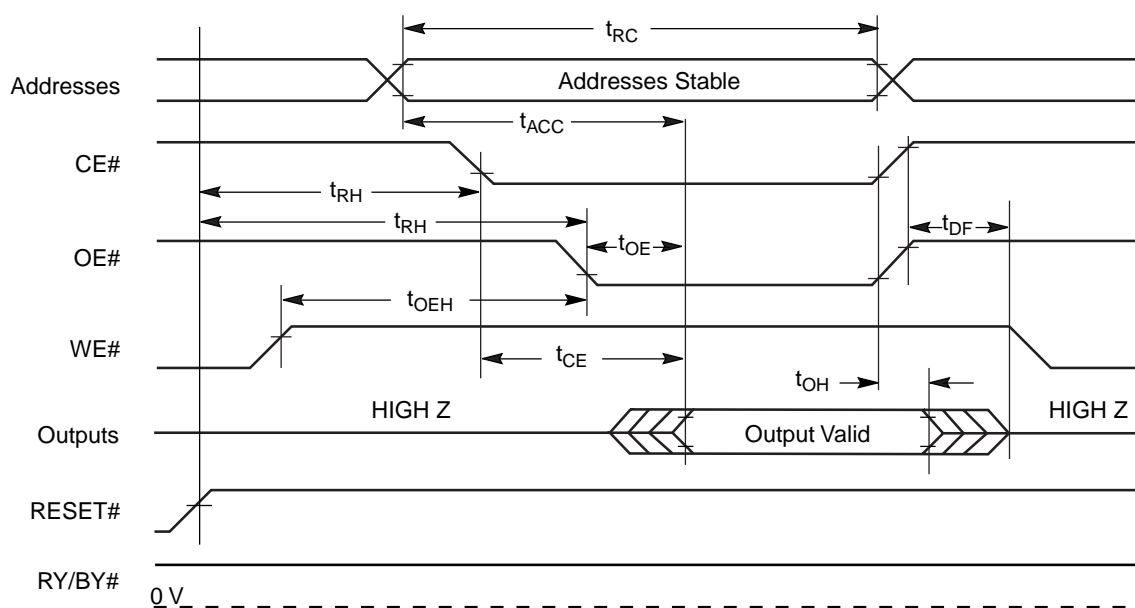 tRC
Addresses
Addresses Stable
tACC
CE#
tRH
tRH
OE#
tOE
tDF
tOEH
WE#
tCE
tOH
HIGH Z
HIGH Z
Outputs
Output Valid
RESET#
RY/BY#
0 V